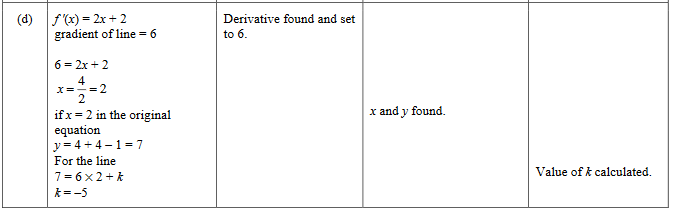 (d)
f'(x) = 2x + 2
gradient of line = 6
6 = 2x + 2
x = 4/2 = 2
if x = 2 in the original
equation
y = 4 + 4 – 1 = 7
For the line
7 = 6 × 2 + k
k = –5
Derivative found and set
to 6.
x and y found.
Value of k calculated.